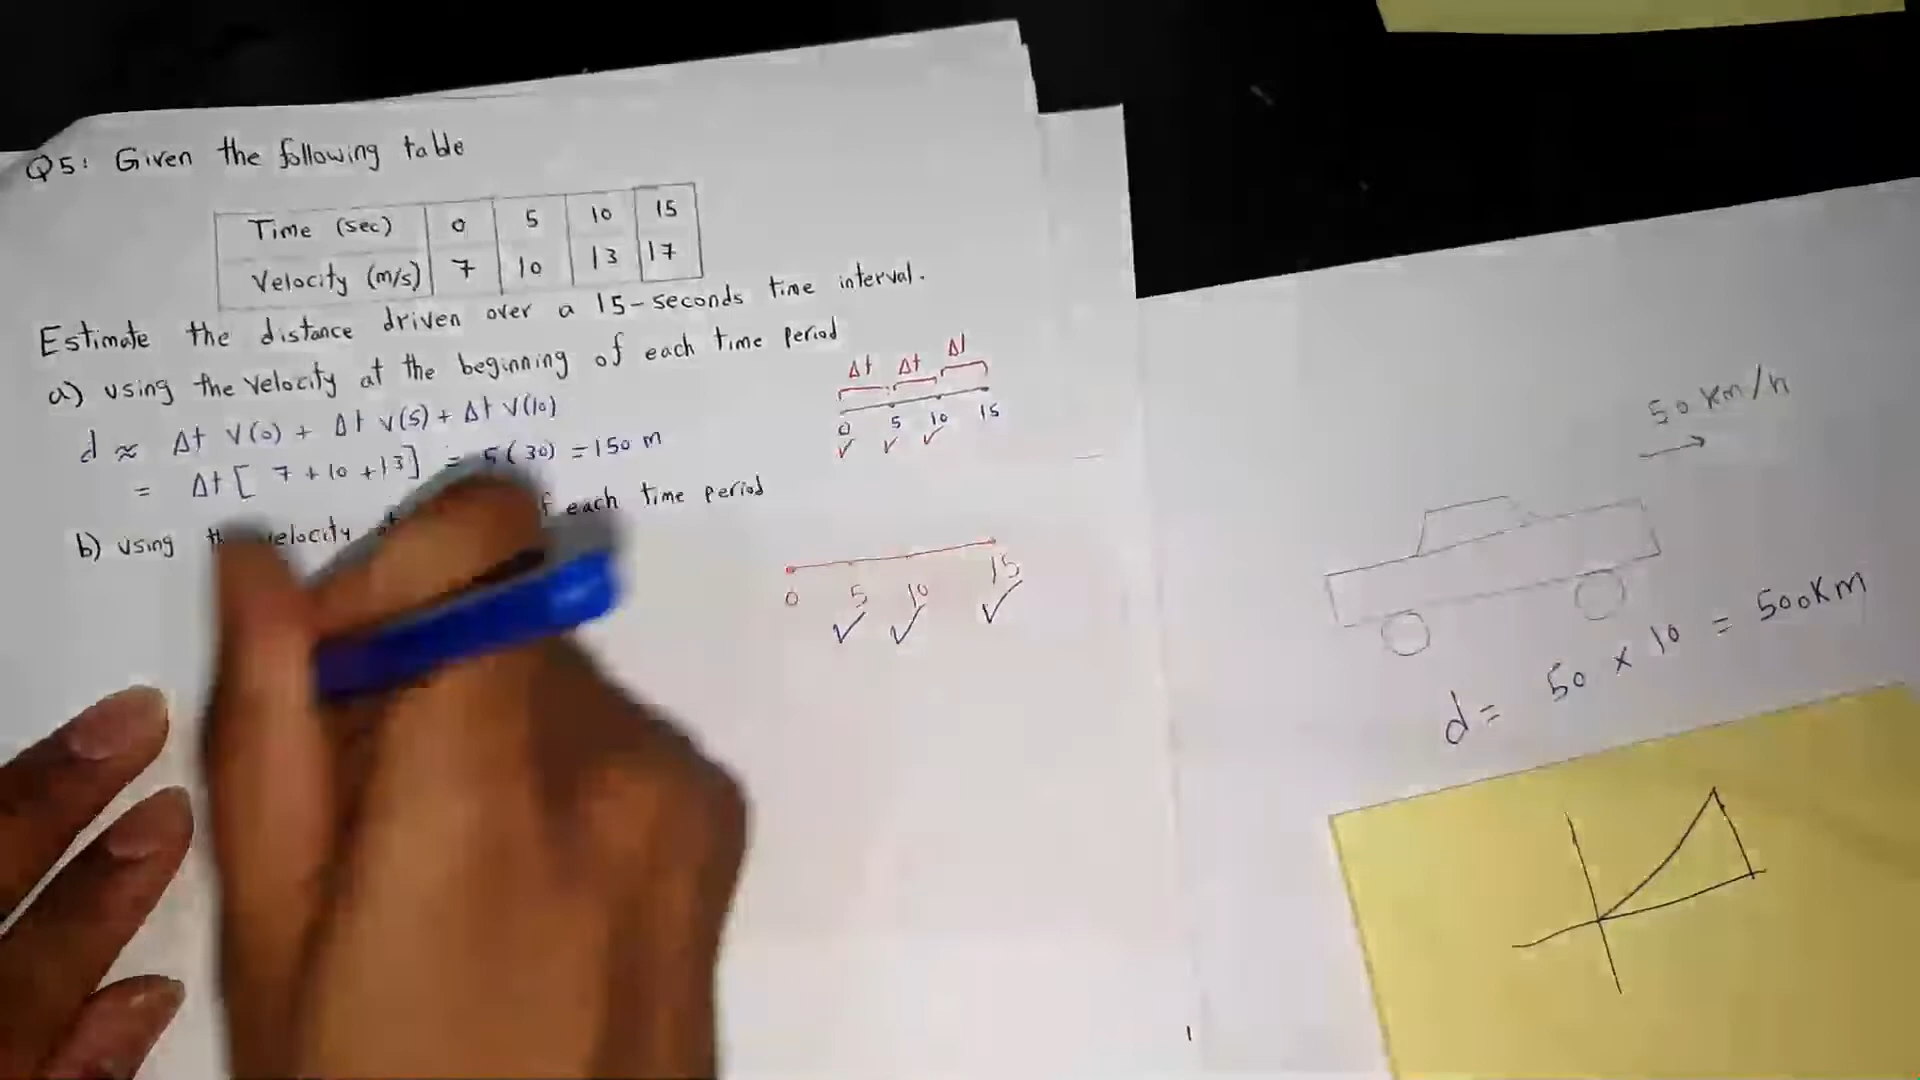 Q5: Given the following table
Time (sec) 0 5 10 15
Velocity (m/s) 7 10 13 17
Estimate the distance driven over a 15-seconds time interval.
a) using the velocity at the beginning of each time period
d ≈ Δt V(0) + Δt V(5) + Δt V(10)
= Δt [ 7 + 10 + 13 ] = 5(30) = 150 m
Δt Δt Δt
0 5 10 15
✓ ✓ ✓
b) using velocity each time period
0 5 10 15
✓ ✓ ✓
50 km/h
d = 50 × 10 = 500 Km